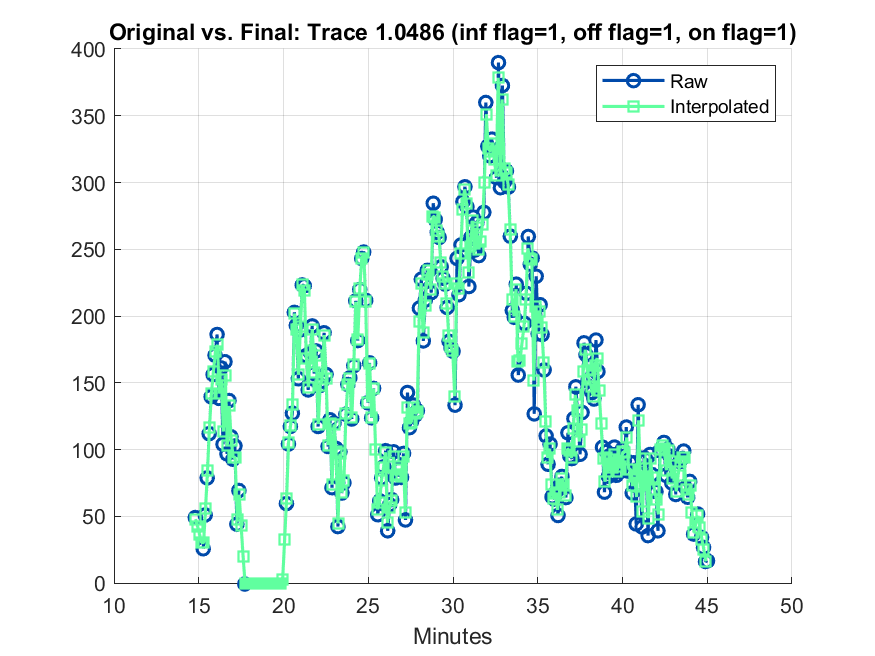 Original vs. Final: Trace 1.0486 (inf flag=1, off flag=1, on flag=1)
400
350
300
250
200
150
100
50
0
Raw
Interpolated
10 15 20 25 30 35 40 45 50
Minutes